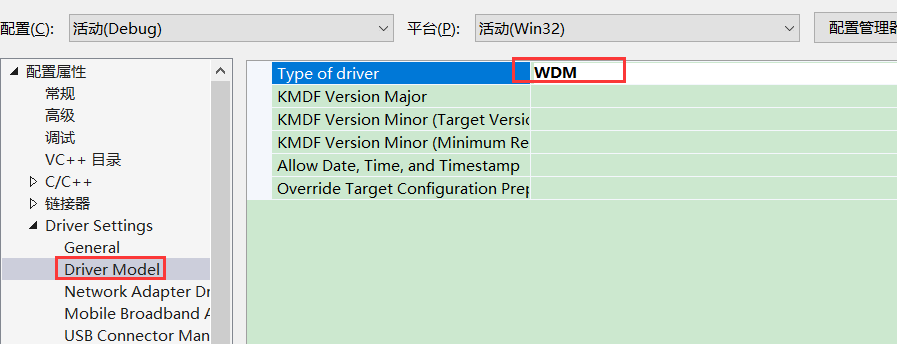 配置(C): 活动(Debug) 平台(P): 活动(Win32) 配置管理器
配置属性
常规
高级
调试
VC++ 目录
C/C++
链接器
Driver Settings
General
Driver Model
Network Adapter Dr
Mobile Broadband A
USB Connector Man
Type of driver WDM
KMDF Version Major
KMDF Version Minor (Target Versio
KMDF Version Minor (Minimum Re
Allow Date, Time, and Timestamp
Override Target Configuration Prep